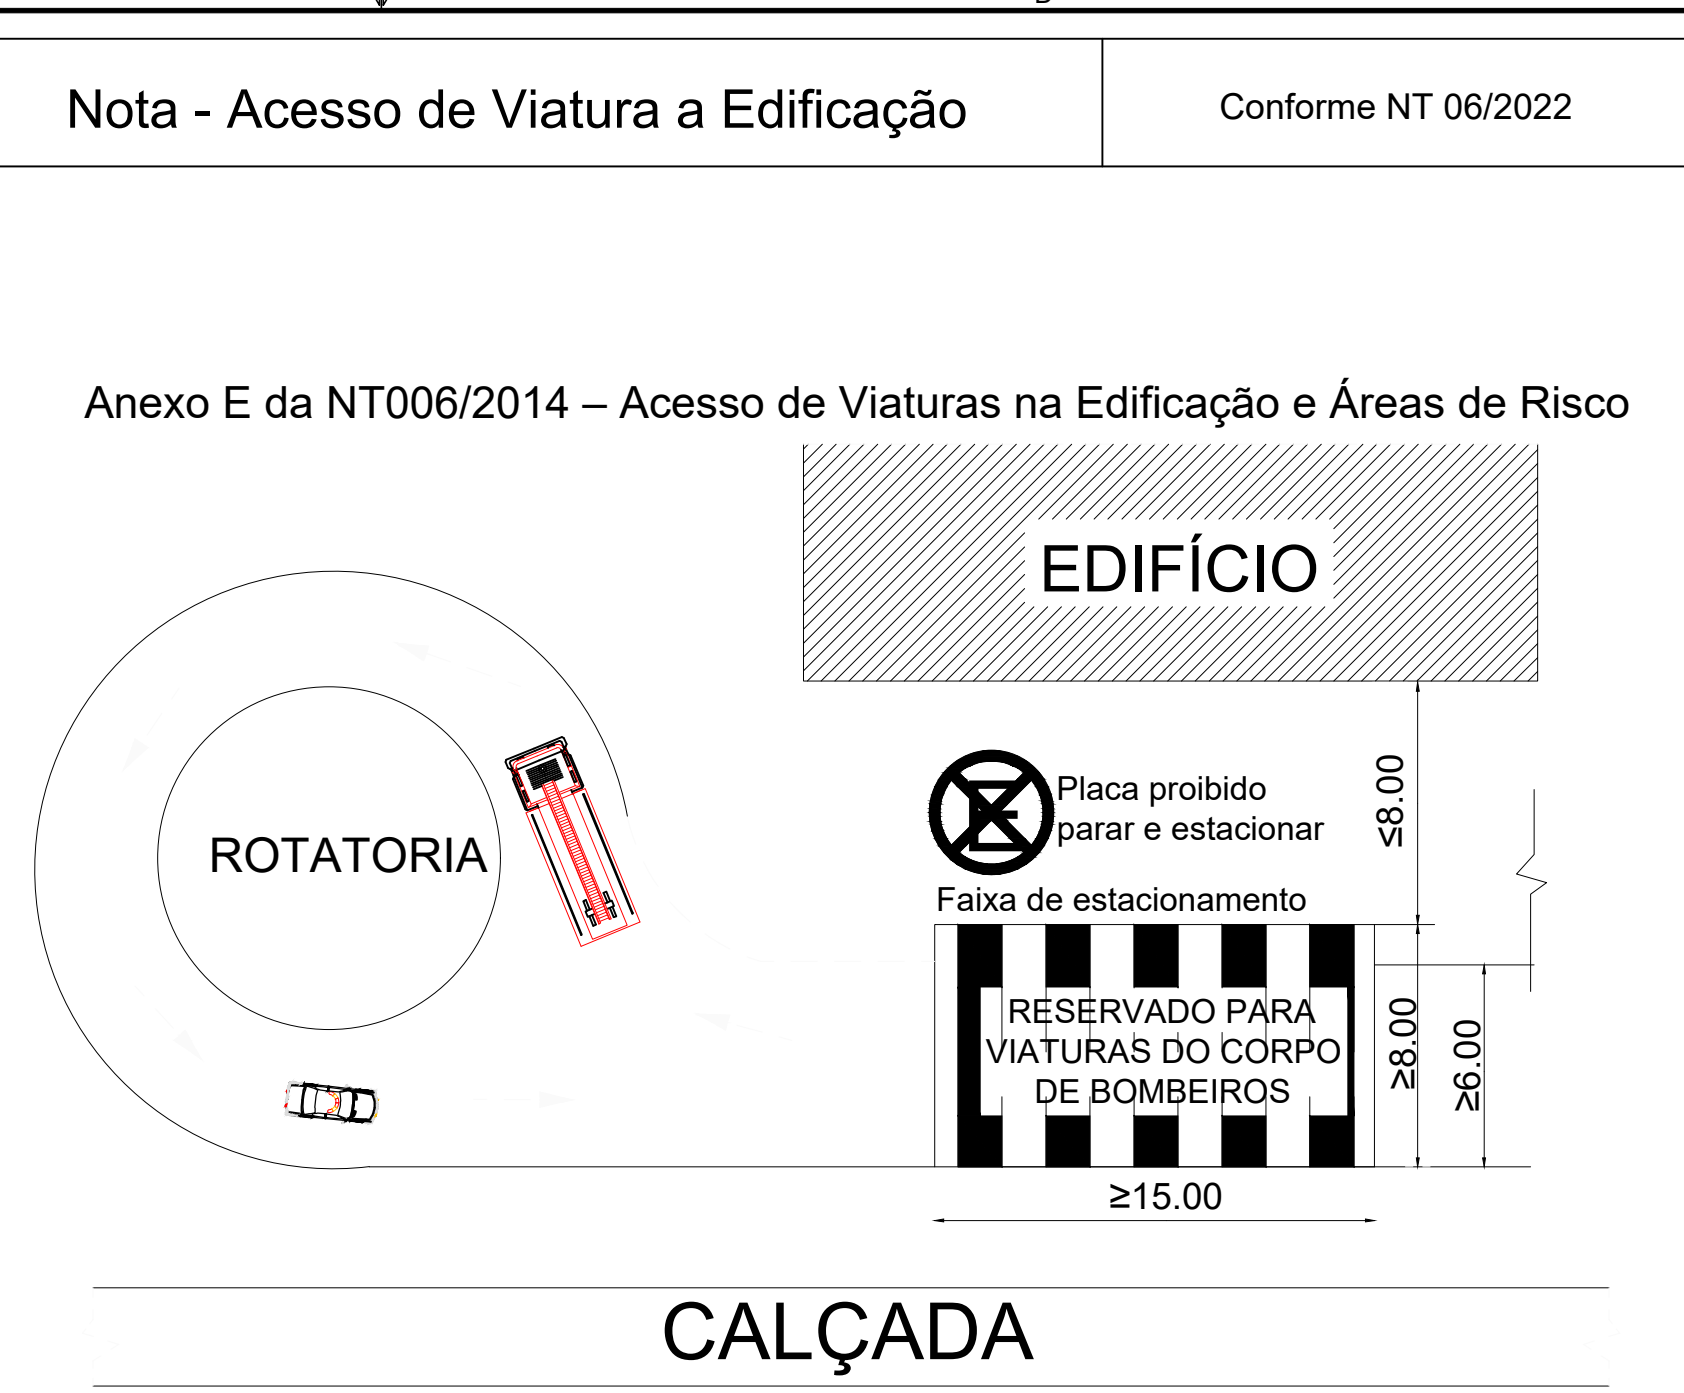 Nota - Acesso de Viatura a Edificação
Conforme NT 06/2022
Anexo E da NT006/2014 – Acesso de Viaturas na Edificação e Áreas de Risco
EDIFÍCIO
ROTATORIA
E
Placa proibido
parar e estacionar
≤8.00
Faixa de estacionamento
RESERVADO PARA
VIATURAS DO CORPO
DE BOMBEIROS
≥8.00
≥6.00
≥15.00
CALÇADA